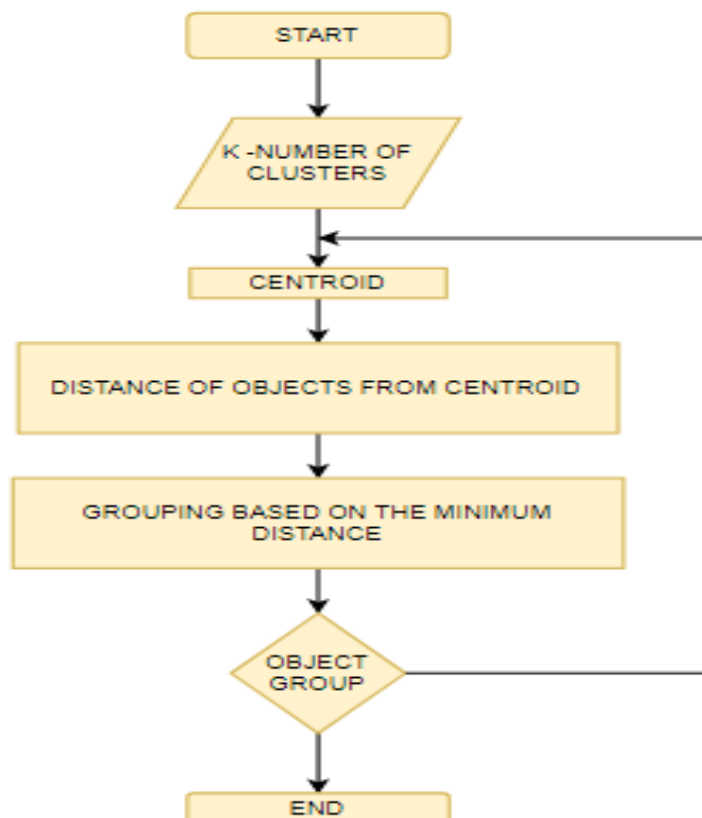 START
K -NUMBER OF
CLUSTERS
CENTROID
DISTANCE OF OBJECTS FROM CENTROID
GROUPING BASED ON THE MINIMUM
DISTANCE
OBJECT
GROUP
END